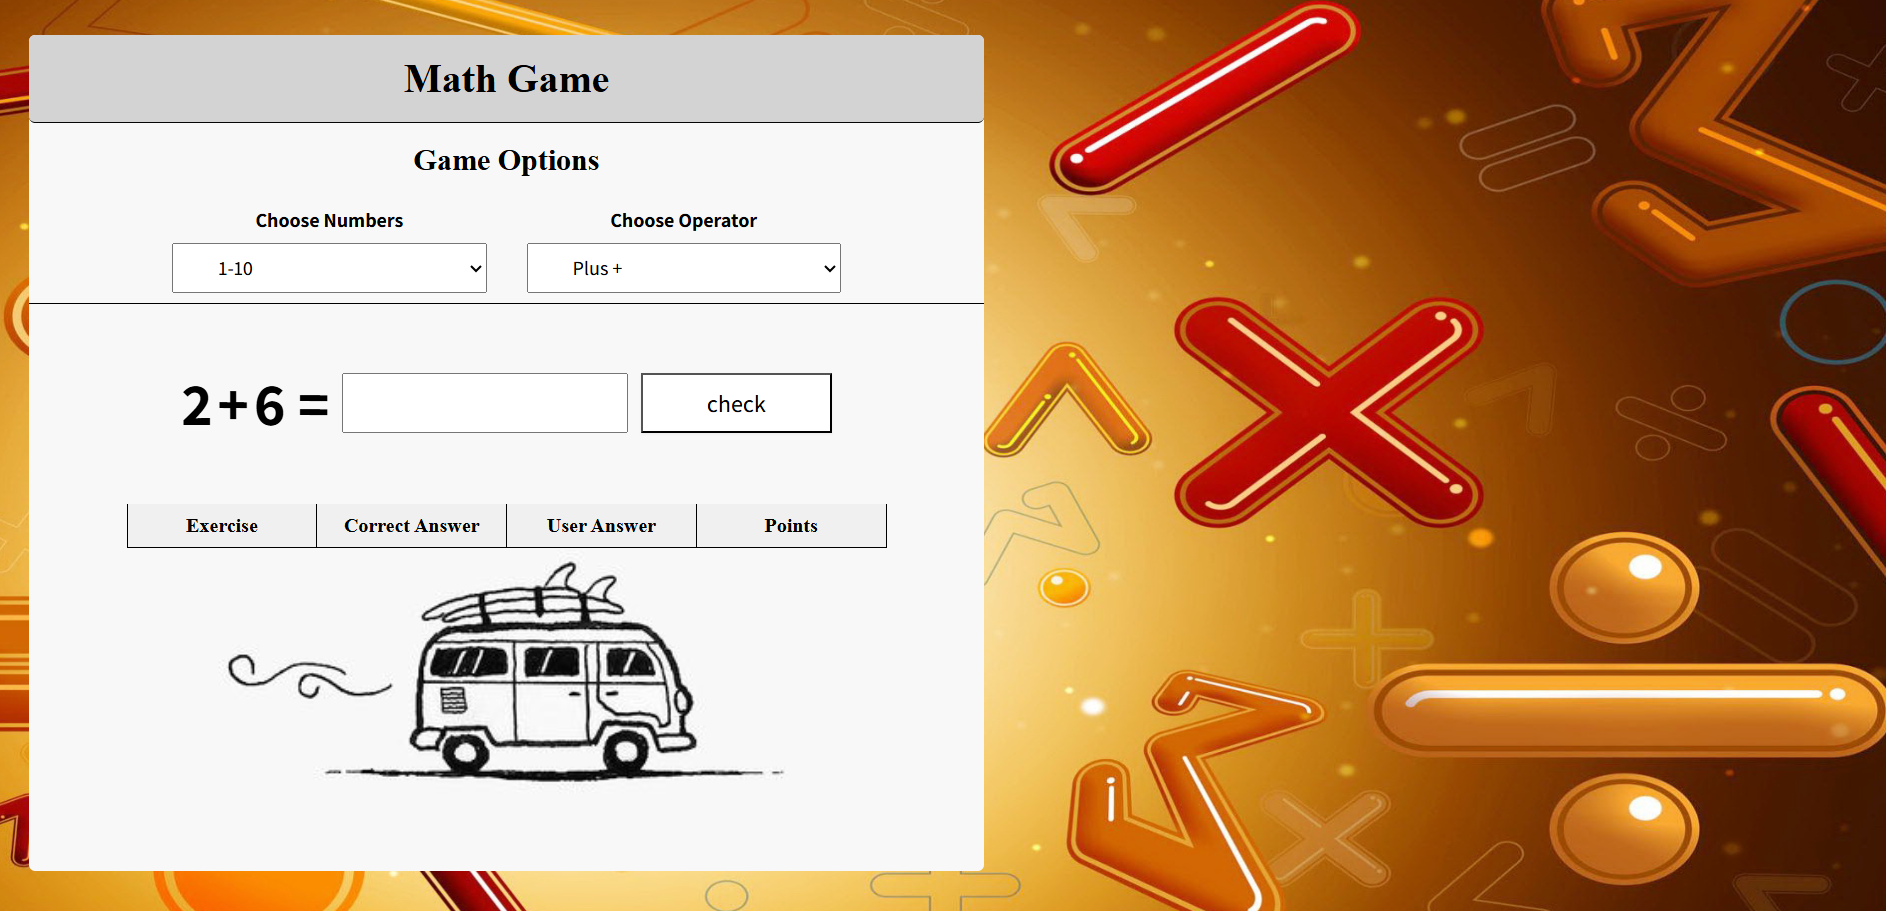 Math Game
Game Options
Choose Numbers
Choose Operator
1-10
Plus +
2+6 =
check
Exercise
Correct Answer
User Answer
Points